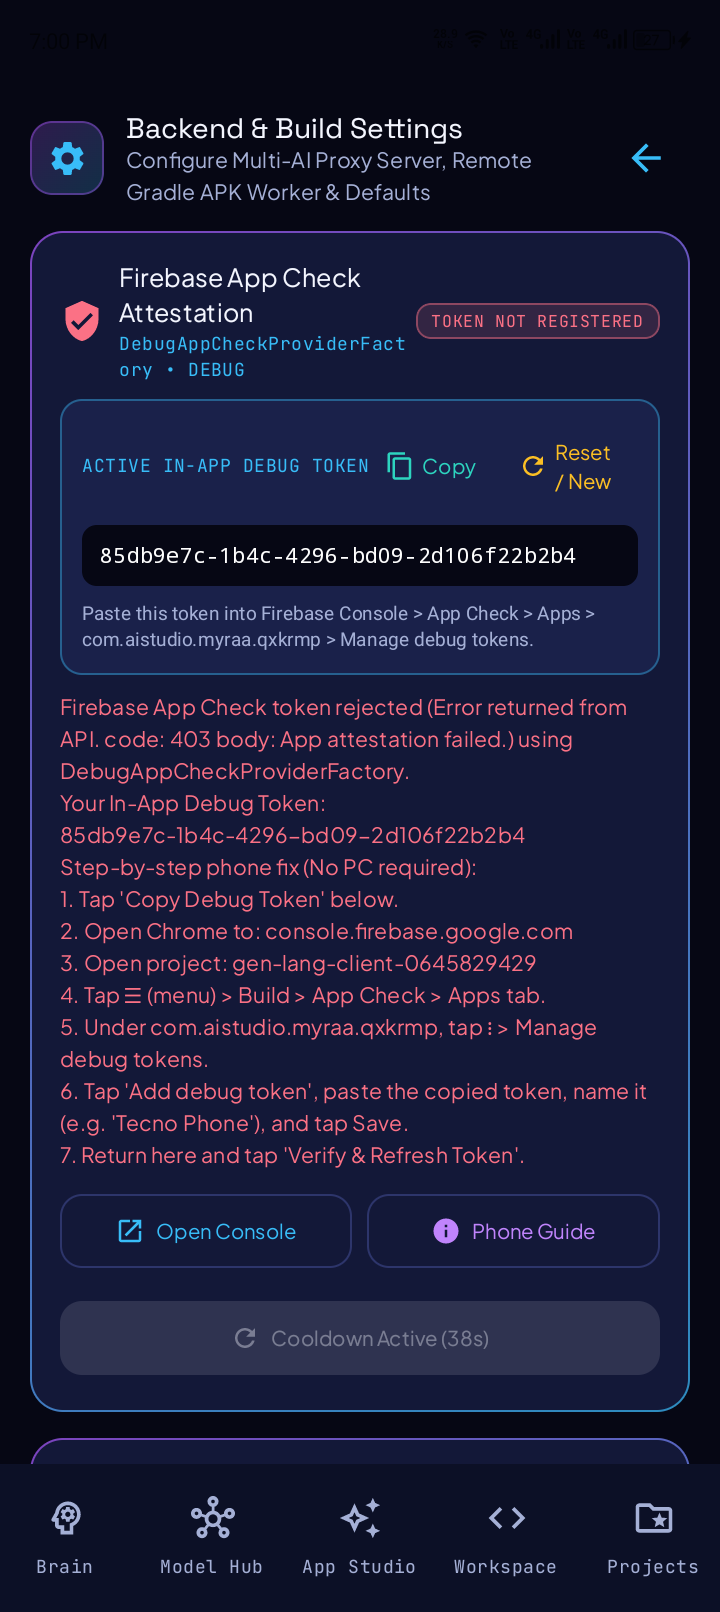 7:00 PM
Backend & Build Settings
Configure Multi-AI Proxy Server, Remote
Gradle APK Worker & Defaults
Firebase App Check
Attestation
DebugAppCheckProviderFact
ory • DEBUG
TOKEN NOT REGISTERED
ACTIVE IN-APP DEBUG TOKEN
Copy
Reset
/ New
85db9e7c-1b4c-4296-bd09-2d106f22b2b4
Paste this token into Firebase Console > App Check > Apps >
com.aistudio.myraa.qxkrmp > Manage debug tokens.
Firebase App Check token rejected (Error returned from
API. code: 403 body: App attestation failed.) using
DebugAppCheckProviderFactory.
Your In-App Debug Token:
85db9e7c-1b4c-4296-bd09-2d106f22b2b4
Step-by-step phone fix (No PC required):
1. Tap 'Copy Debug Token' below.
2. Open Chrome to: console.firebase.google.com
3. Open project: gen-lang-client-0645829429
4. Tap ☰ (menu) > Build > App Check > Apps tab.
5. Under com.aistudio.myraa.qxkrmp, tap ⋮ > Manage
debug tokens.
6. Tap 'Add debug token', paste the copied token, name it
(e.g. 'Tecno Phone'), and tap Save.
7. Return here and tap 'Verify & Refresh Token'.
Open Console
Phone Guide
Cooldown Active (38s)
Brain
Model Hub
App Studio
Workspace
Projects